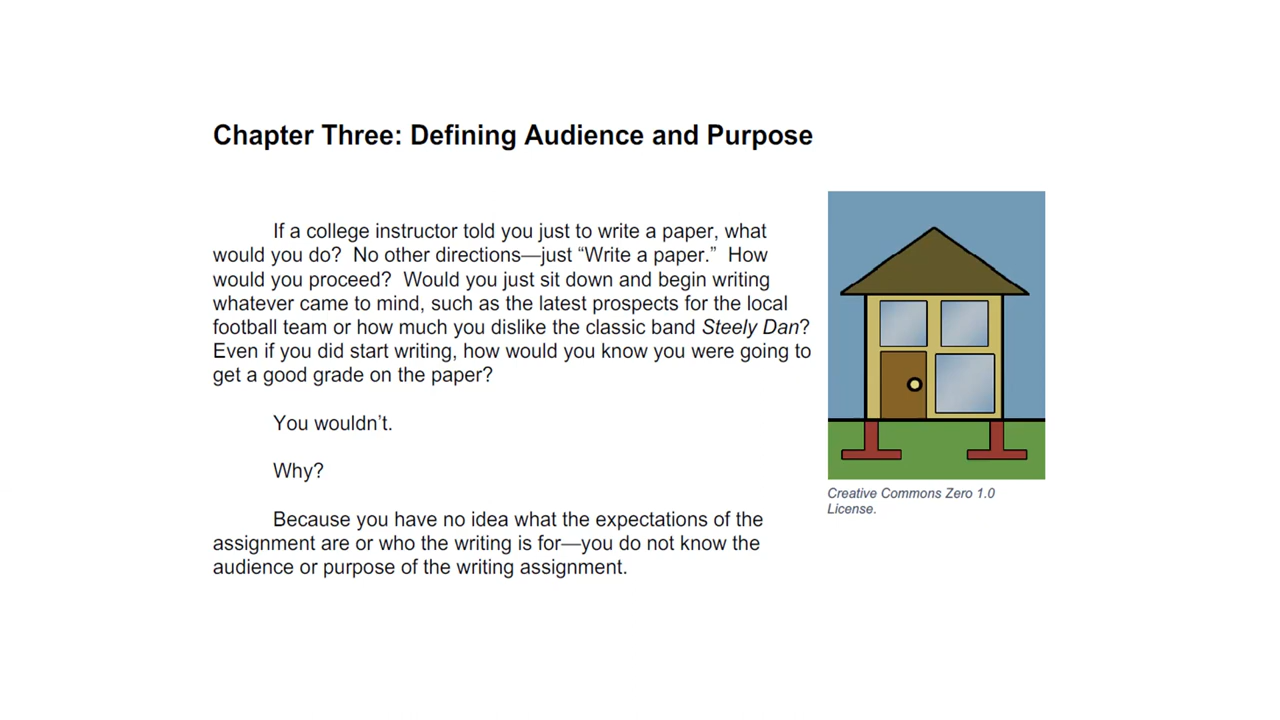 Chapter Three: Defining Audience and Purpose
If a college instructor told you just to write a paper, what
would you do?  No other directions—just “Write a paper.”  How
would you proceed?  Would you just sit down and begin writing
whatever came to mind, such as the latest prospects for the local
football team or how much you dislike the classic band Steely Dan?
Even if you did start writing, how would you know you were going to
get a good grade on the paper?
You wouldn’t.
Why?
Because you have no idea what the expectations of the
assignment are or who the writing is for—you do not know the
audience or purpose of the writing assignment.
Creative Commons Zero 1.0
License.